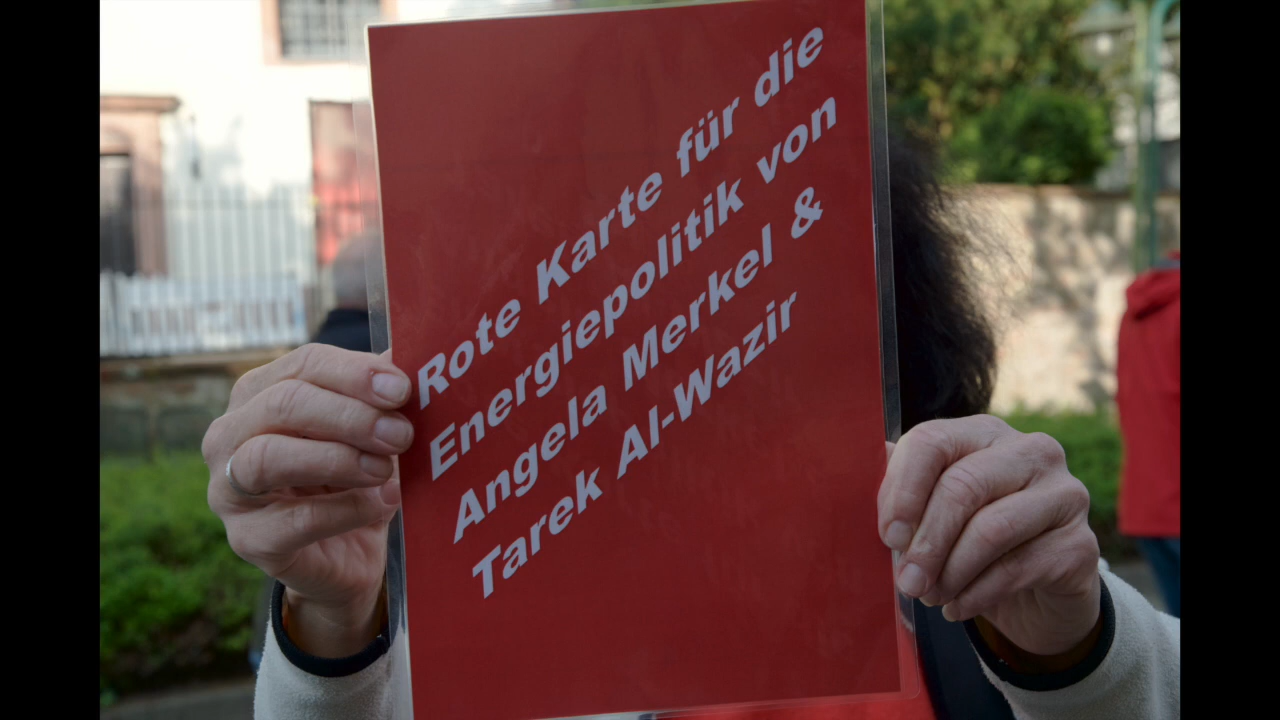 Rote Karte für die
Energiepolitik von
Angela Merkel &
Tarek Al-Wazir